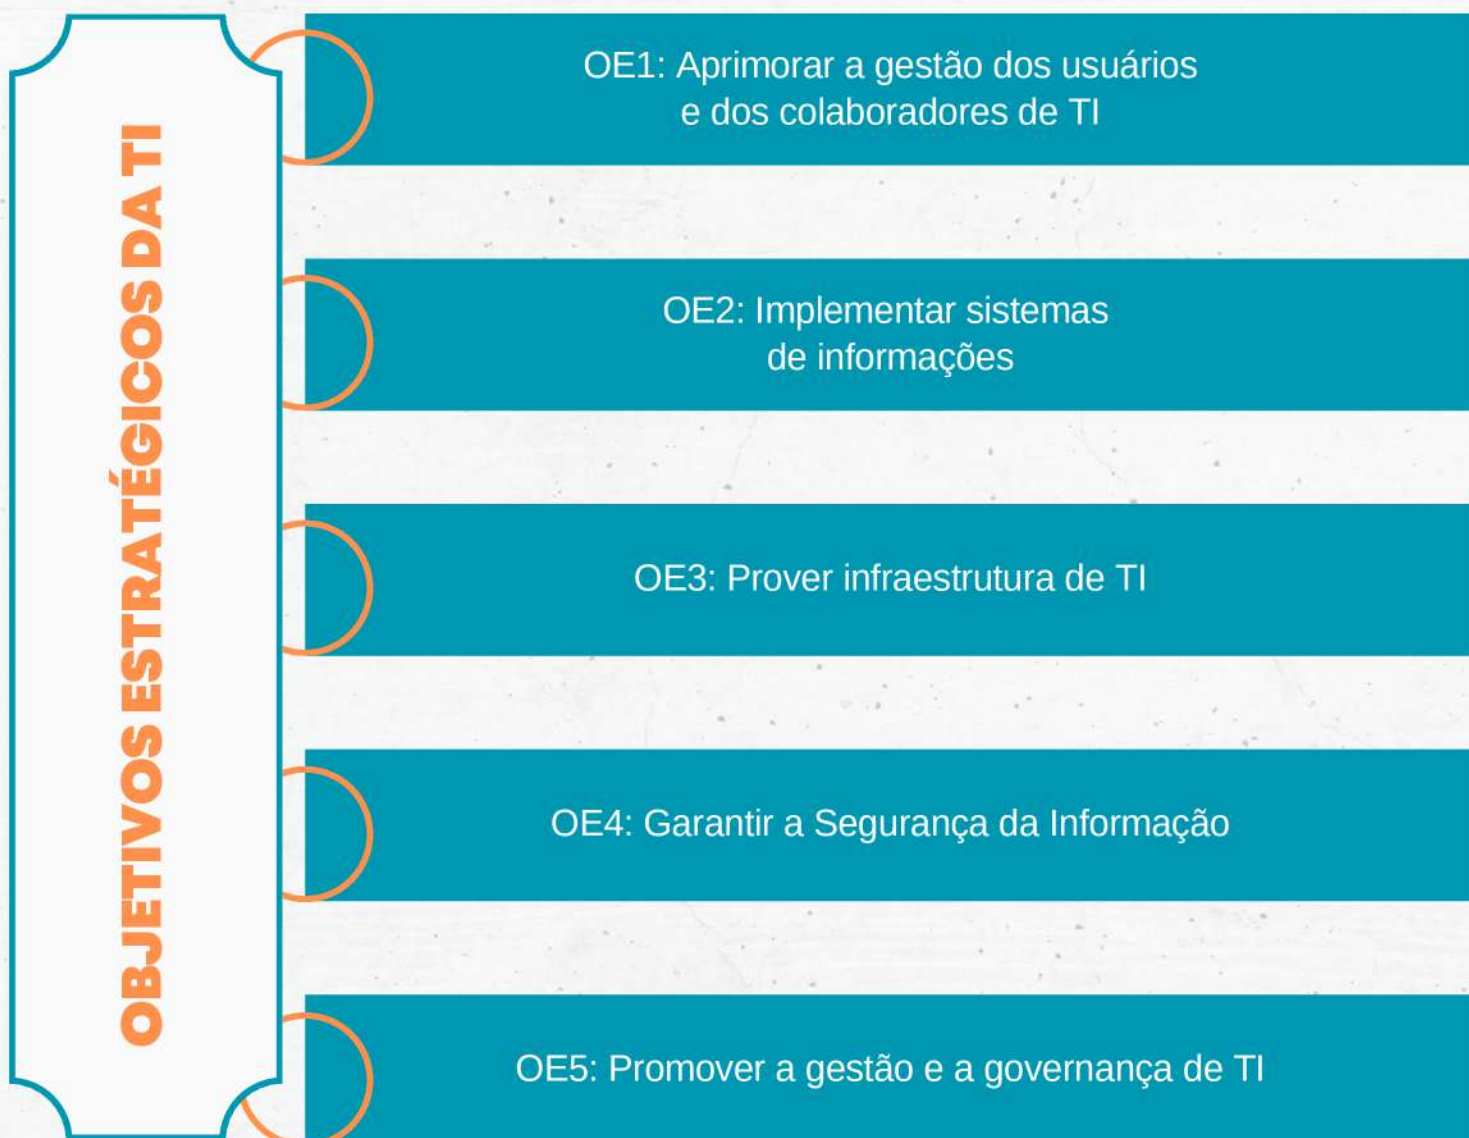 OBJETIVOS ESTRATÉGICOS DA TI
OE1: Aprimorar a gestão dos usuários
e dos colaboradores de TI
OE2: Implementar sistemas
de informações
OE3: Prover infraestrutura de TI
OE4: Garantir a Segurança da Informação
OE5: Promover a gestão e a governança de TI